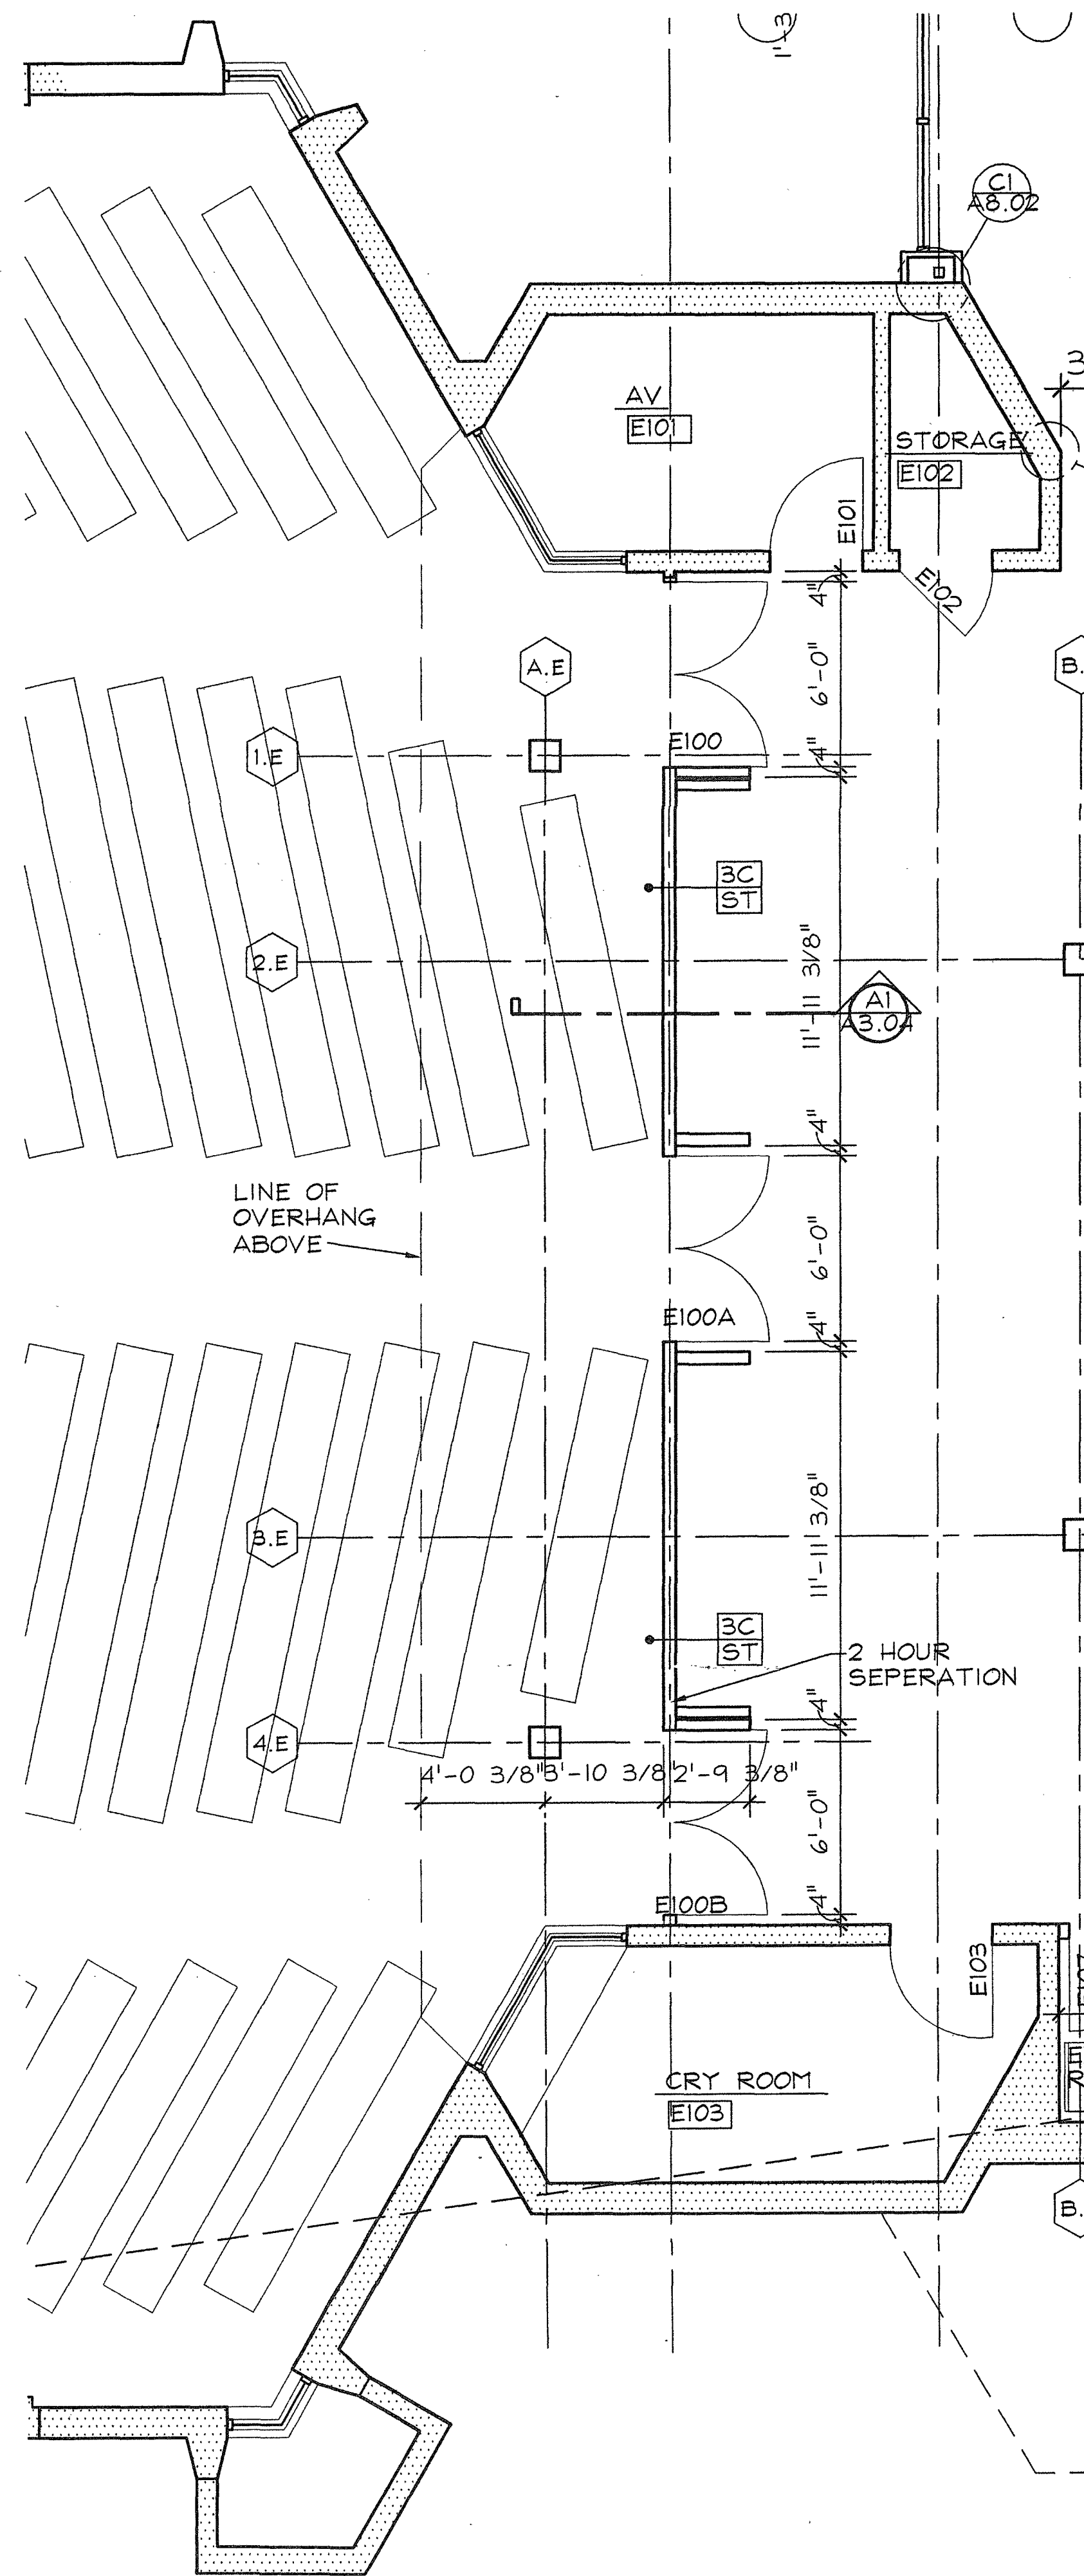 1'-3
C1
A8.02
3
AV
E101
STORAGE
E102
E101
E102
4"
6'-0"
A.E
B.
1.E
E100
4"
3C
ST
2.E
11'-11 3/8"
A1
A3.04
4"
LINE OF
OVERHANG
ABOVE
6'-0"
E100A
4"
11'-11 3/8"
3.E
3C
ST
2 HOUR
SEPERATION
4"
4.E
4'-0 3/8" 3'-10 3/8" 2'-9 3/8"
6'-0"
E100B
4"
E103
CRY ROOM
E103
B.